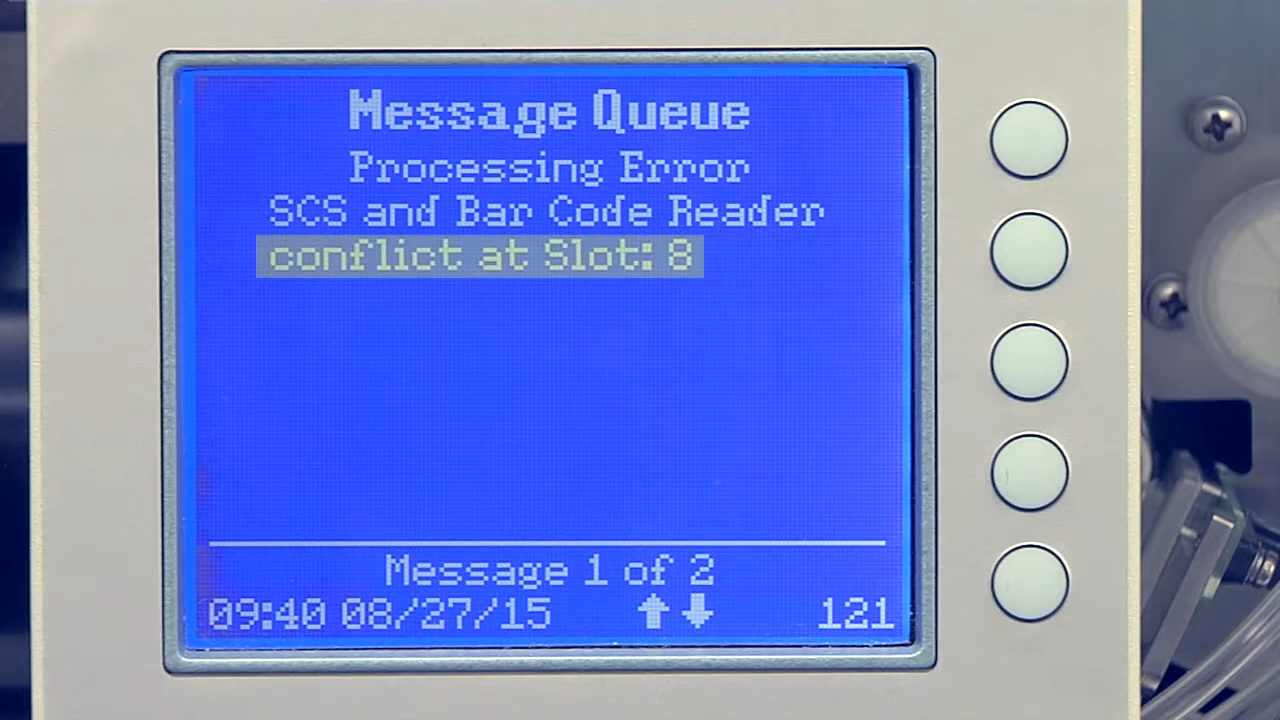 Message Queue
Processing Error
SCS and Bar Code Reader
conflict at Slot: 8
Message 1 of 2
09:40 08/27/15 ⬆⬇ 121